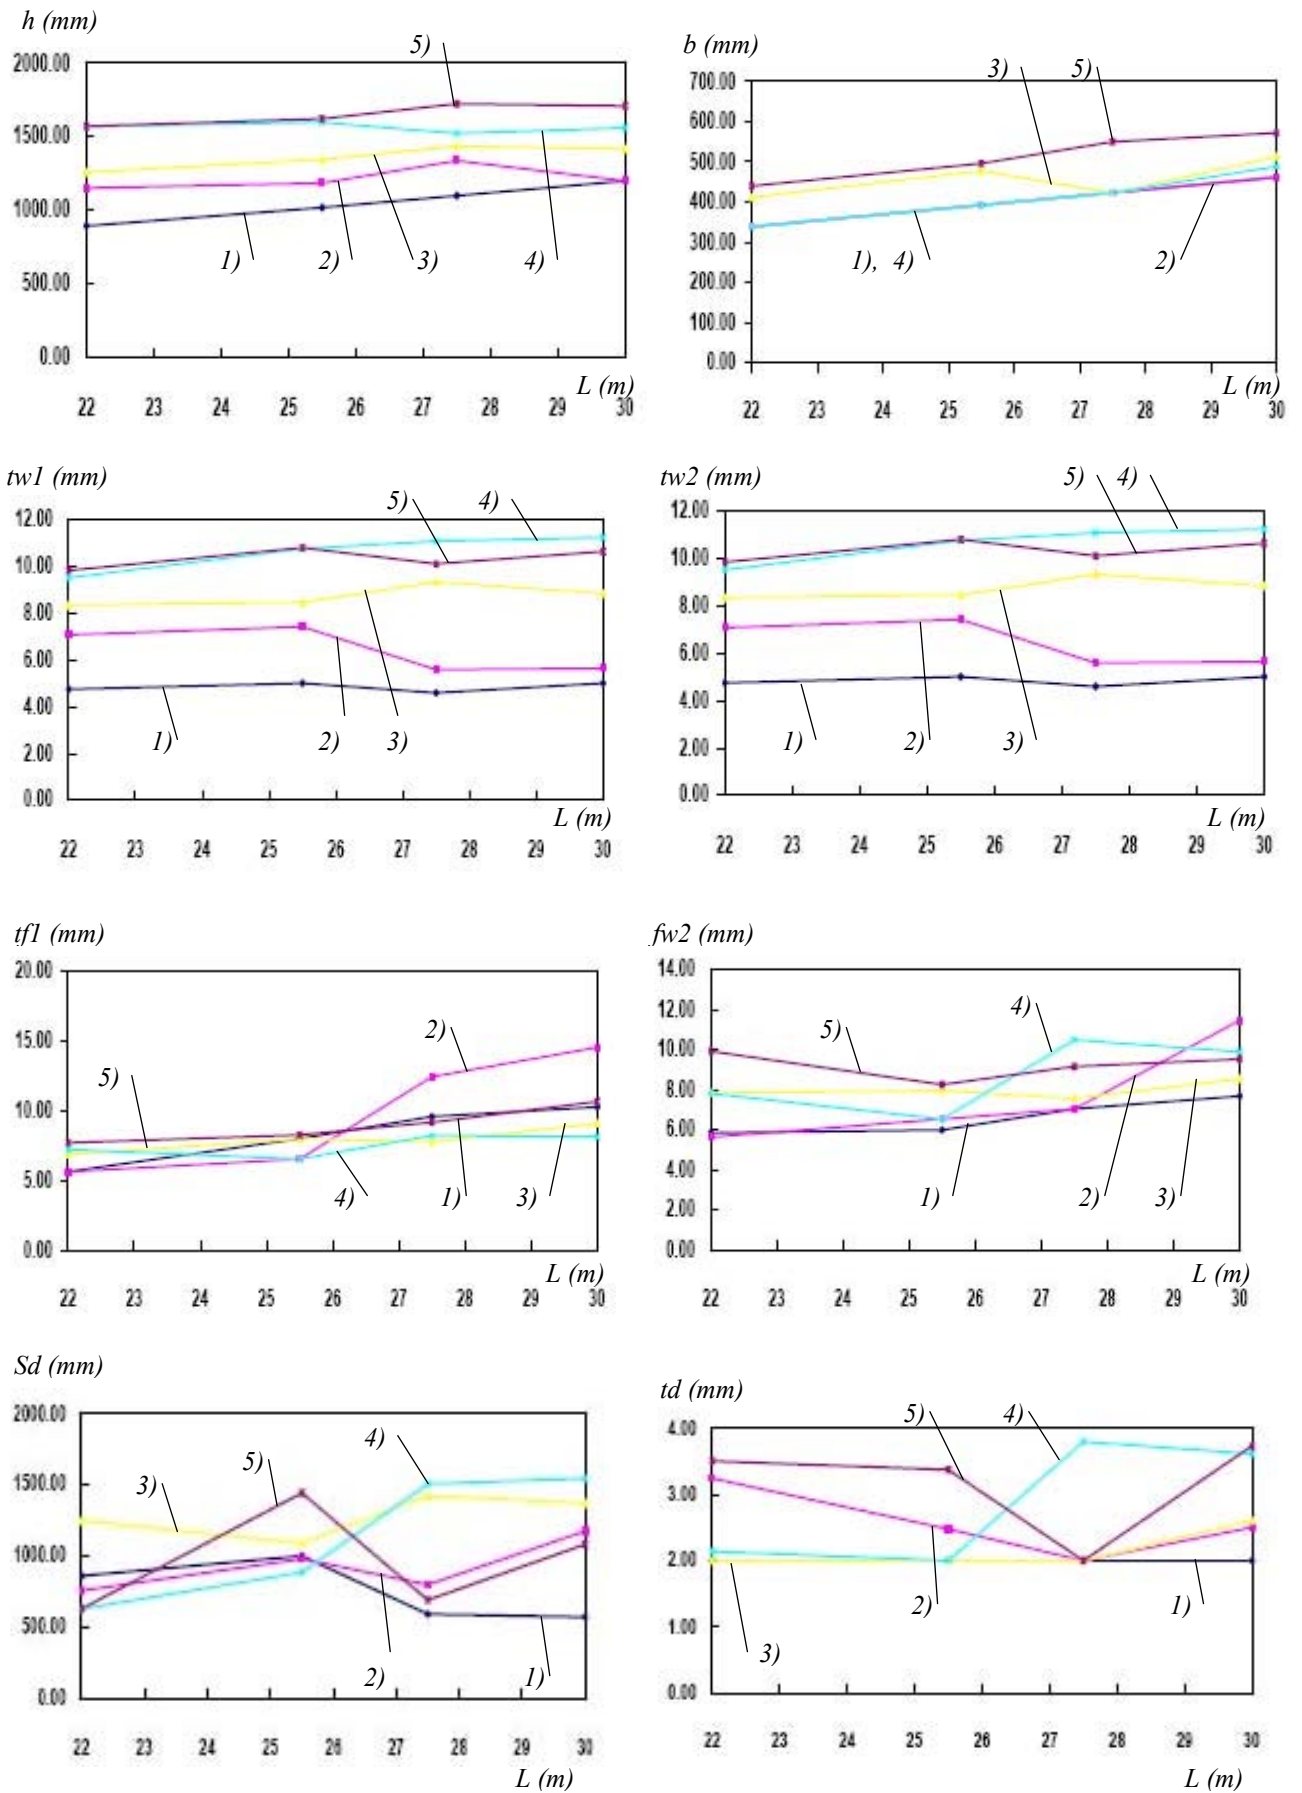 h (mm)
5)
2000.00
1500.00
1000.00
500.00
0.00
1) 2) 3) 4)
L (m)
22 23 24 25 26 27 28 29 30
b (mm)
3) 5)
700.00
600.00
500.00
400.00
300.00
200.00
100.00
0.00
1), 4) 2)
L (m)
22 23 24 25 26 27 28 29 30
tw1 (mm)
5) 4)
12.00
10.00
8.00
6.00
4.00
2.00
0.00
1) 2) 3)
L (m)
22 23 24 25 26 27 28 29 30
tw2 (mm)
5) 4)
12.00
10.00
8.00
6.00
4.00
2.00
0.00
1) 2) 3)
L (m)
22 23 24 25 26 27 28 29 30
tf1 (mm)
20.00
15.00
10.00
5.00
0.00
2)
5)
4) 1) 3)
L (m)
22 23 24 25 26 27 28 29 30
fw2 (mm)
14.00
12.00
10.00
8.00
6.00
4.00
2.00
0.00
4)
5)
1) 2) 3)
L (m)
22 23 24 25 26 27 28 29 30
Sd (mm)
2000.00
1500.00
1000.00
500.00
0.00
4)
5)
3)
2) 1)
22 23 24 25 26 27 28 29 30
L (m)
td (mm)
5) 4)
4.00
3.00
2.00
1.00
0.00
2) 1)
3)
22 23 24 25 26 27 28 29 30
L (m)